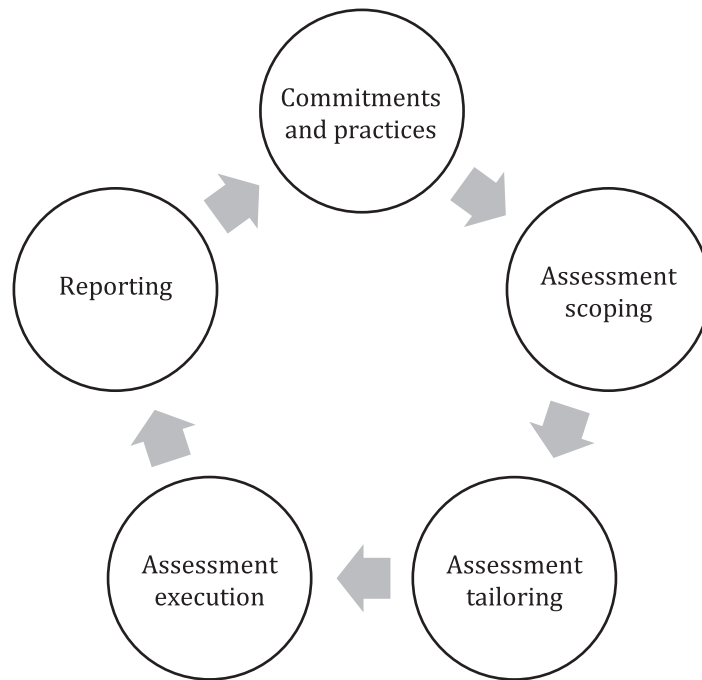 Commitments
and practices
Assessment
scoping
Assessment
tailoring
Assessment
execution
Reporting